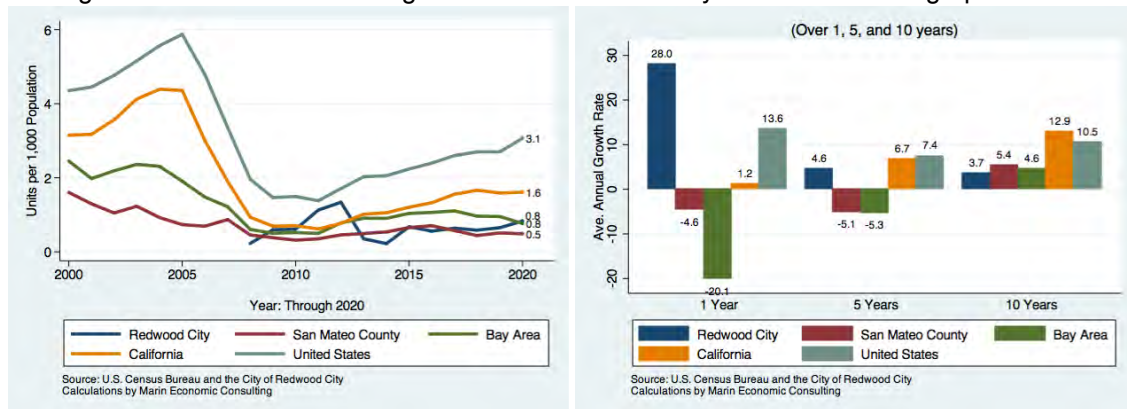 6
4
2
0
Units per 1,000 Population
3.1
1.6
0.8
0.8
0.5
2000 2005 2010 2015 2020
Year: Through 2020
Redwood City San Mateo County Bay Area
California United States
Source: U.S. Census Bureau and the City of Redwood City
Calculations by Marin Economic Consulting
(Over 1, 5, and 10 years)
30
20
10
0
-10
-20
Ave. Annual Growth Rate
28.0
-4.6
-20.1
1.2
13.6
4.6
-5.1
-5.3
6.7
7.4
3.7
5.4
4.6
12.9
10.5
1 Year 5 Years 10 Years
Redwood City San Mateo County Bay Area
California United States
Source: U.S. Census Bureau and the City of Redwood City
Calculations by Marin Economic Consulting